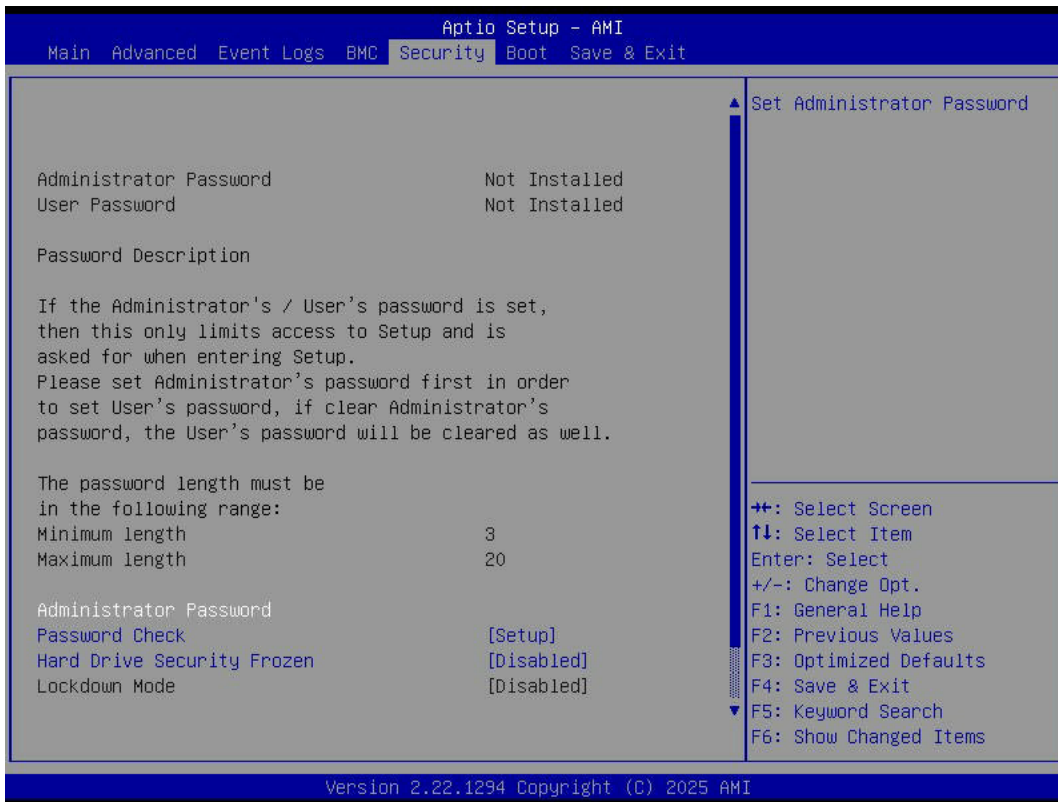 Aptio Setup – AMI
Main Advanced Event Logs BMC Security Boot Save & Exit
Set Administrator Password
Administrator Password Not Installed
User Password Not Installed
Password Description
If the Administrator's / User's password is set,
then this only limits access to Setup and is
asked for when entering Setup.
Please set Administrator's password first in order
to set User's password, if clear Administrator's
password, the User's password will be cleared as well.
The password length must be
in the following range:
Minimum length 3
Maximum length 20
Administrator Password
Password Check [Setup]
Hard Drive Security Frozen [Disabled]
Lockdown Mode [Disabled]
→←: Select Screen
↑↓: Select Item
Enter: Select
+/-: Change Opt.
F1: General Help
F2: Previous Values
F3: Optimized Defaults
F4: Save & Exit
F5: Keyword Search
F6: Show Changed Items
Version 2.22.1294 Copyright (C) 2025 AMI